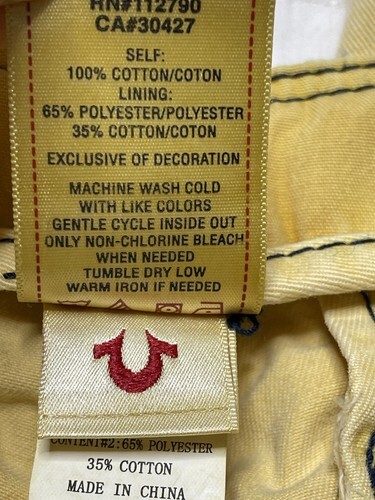 RN#112790
CA#30427
SELF:
100% COTTON/COTON
LINING:
65% POLYESTER/POLYESTER
35% COTTON/COTON
EXCLUSIVE OF DECORATION
MACHINE WASH COLD
WITH LIKE COLORS
GENTLE CYCLE INSIDE OUT
ONLY NON-CHLORINE BLEACH
WHEN NEEDED
TUMBLE DRY LOW
WARM IRON IF NEEDED
CONTENT#2:65% POLYESTER
35% COTTON
MADE IN CHINA